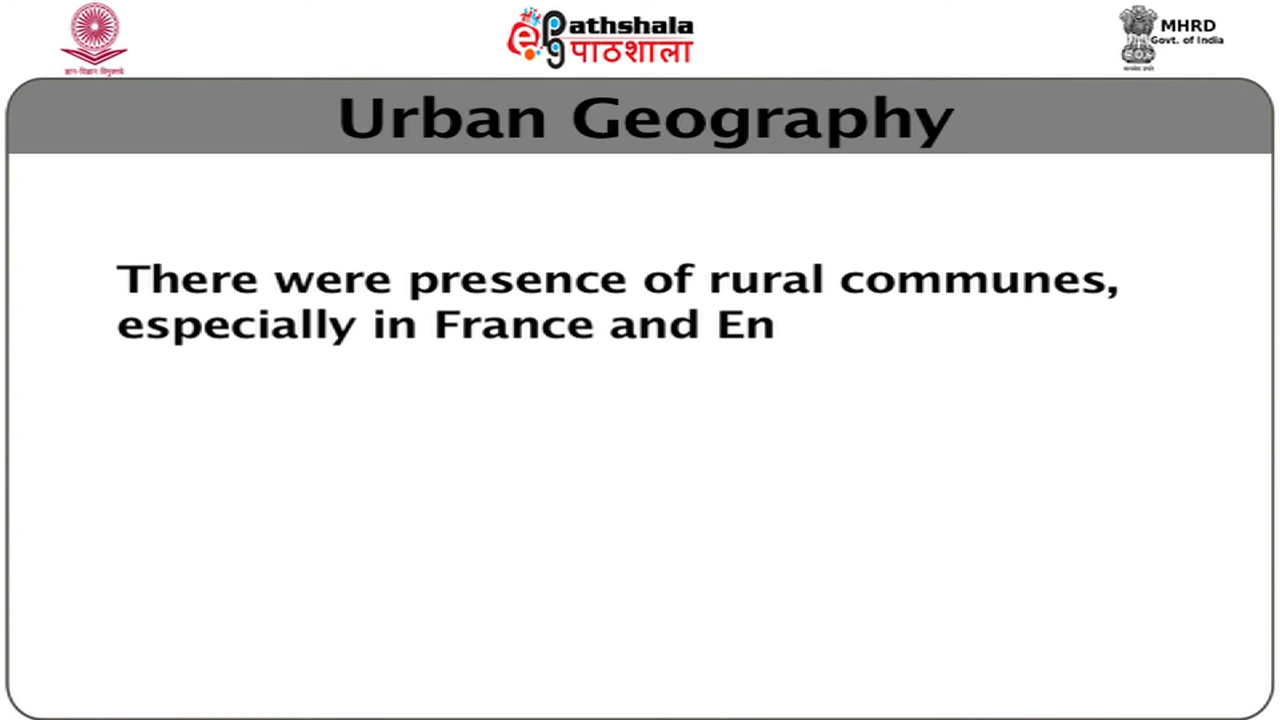 ePg Pathshala
पाठशाला
MHRD
Govt. of India
Urban Geography
There were presence of rural communes,
especially in France and En